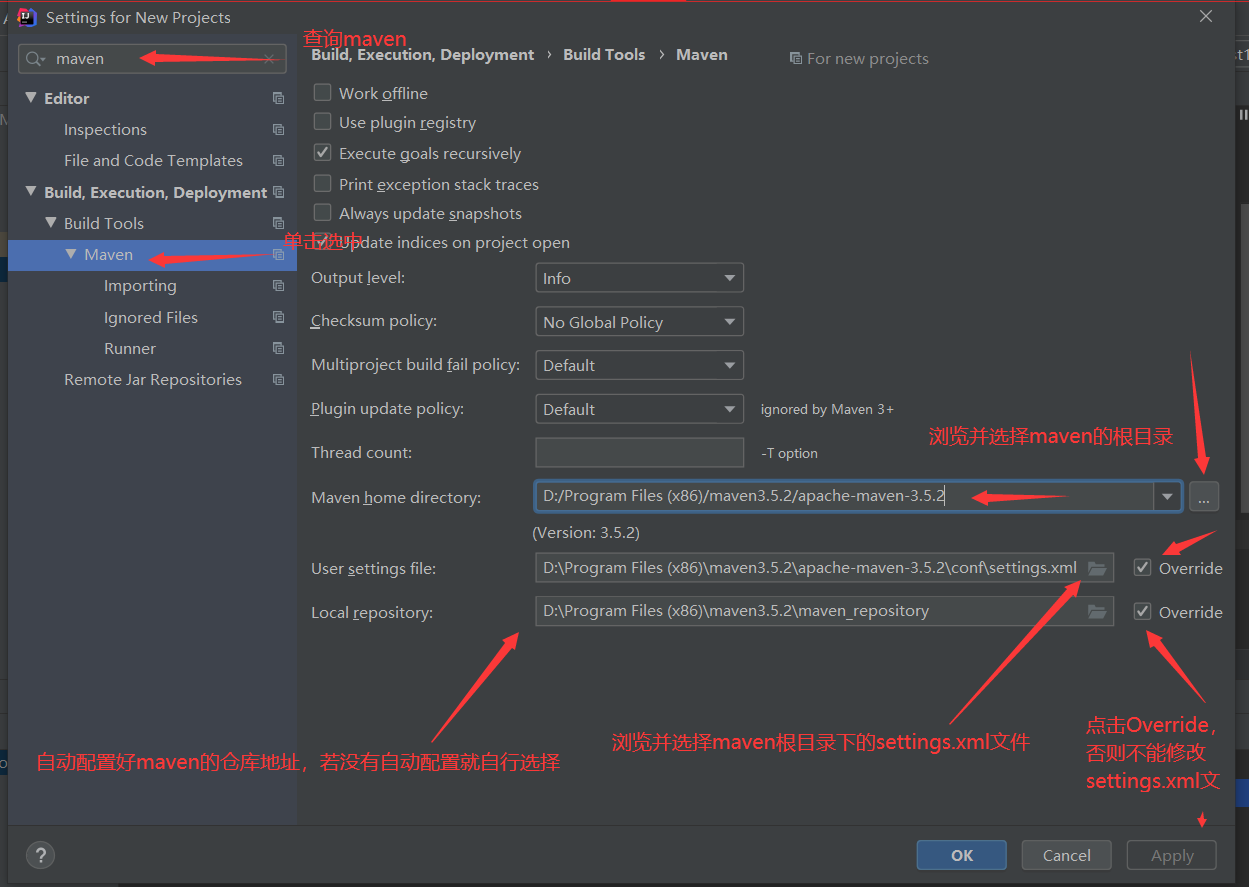 Settings for New Projects
查询maven
maven
Build, Execution, Deployment › Build Tools › Maven
For new projects
Editor
Inspections
File and Code Templates
Build, Execution, Deployment
Build Tools
Maven
单击选中
Importing
Ignored Files
Runner
Remote Jar Repositories
Work offline
Use plugin registry
Execute goals recursively
Print exception stack traces
Always update snapshots
Update indices on project open
Output level: Info
Checksum policy: No Global Policy
Multiproject build fail policy: Default
Plugin update policy: Default ignored by Maven 3+
浏览并选择maven的根目录
Thread count: -T option
Maven home directory: D:/Program Files (x86)/maven3.5.2/apache-maven-3.5.2 ...
(Version: 3.5.2)
User settings file: D:\Program Files (x86)\maven3.5.2\apache-maven-3.5.2\conf\settings.xml Override
Local repository: D:\Program Files (x86)\maven3.5.2\maven_repository Override
自动配置好maven的仓库地址，若没有自动配置就自行选择
浏览并选择maven根目录下的settings.xml文件
点击Override，
否则不能修改
settings.xml文
?
OK
Cancel
Apply